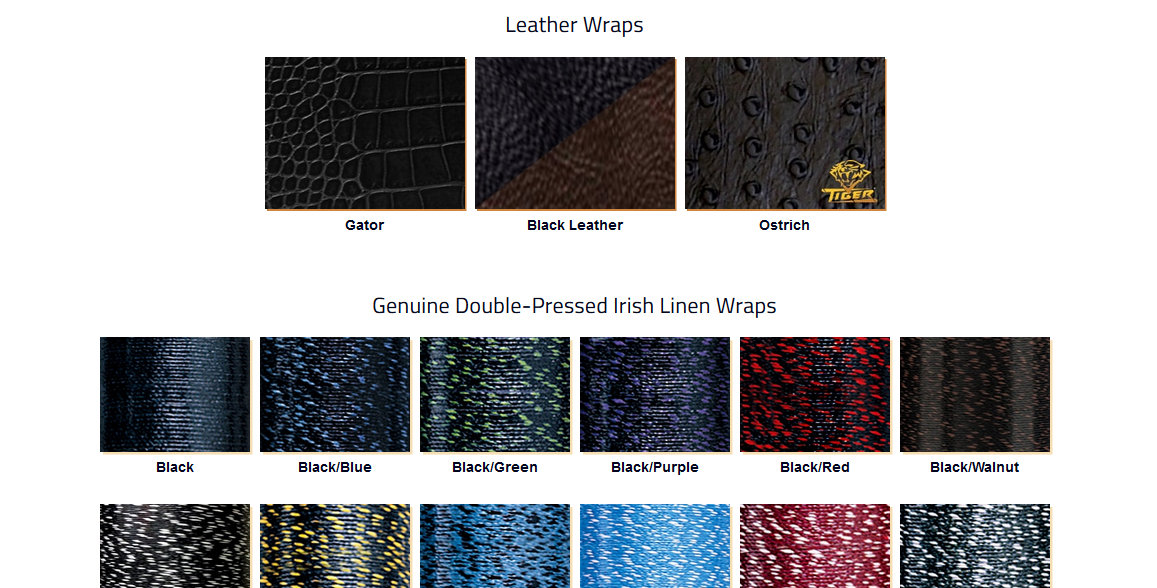 Leather Wraps
TIGER
Gator
Black Leather
Ostrich
Genuine Double-Pressed Irish Linen Wraps
Black
Black/Blue
Black/Green
Black/Purple
Black/Red
Black/Walnut